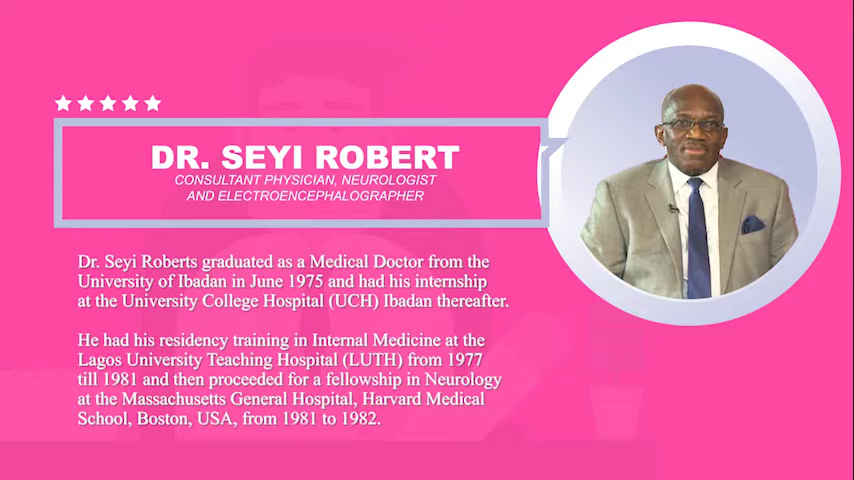 DR. SEYI ROBERT
CONSULTANT PHYSICIAN, NEUROLOGIST
AND ELECTROENCEPHALOGRAPHER
Dr. Seyi Roberts graduated as a Medical Doctor from the
University of Ibadan in June 1975 and had his internship
at the University College Hospital (UCH) Ibadan thereafter.
He had his residency training in Internal Medicine at the
Lagos University Teaching Hospital (LUTH) from 1977
till 1981 and then proceeded for a fellowship in Neurology
at the Massachusetts General Hospital, Harvard Medical
School, Boston, USA, from 1981 to 1982.